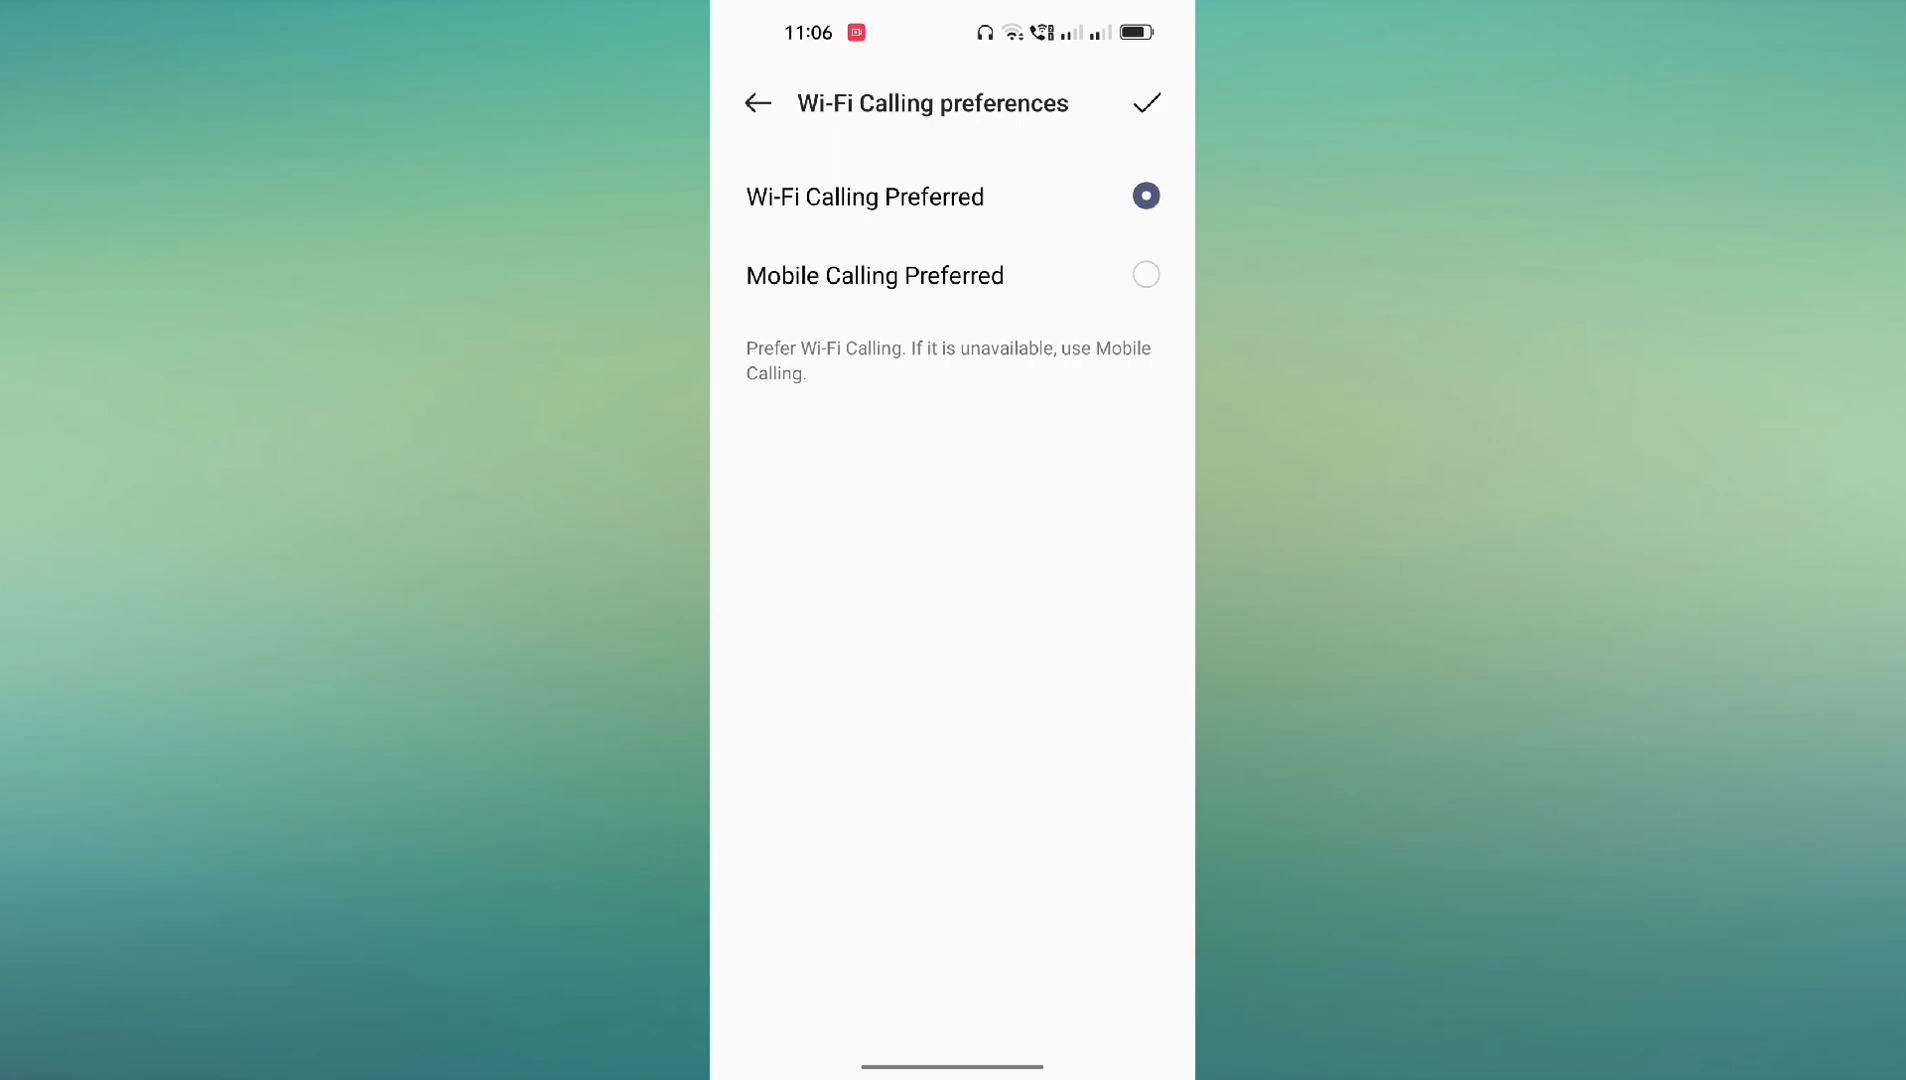 11:06
Wi-Fi Calling preferences
Wi-Fi Calling Preferred
Mobile Calling Preferred
Prefer Wi-Fi Calling. If it is unavailable, use Mobile
Calling.